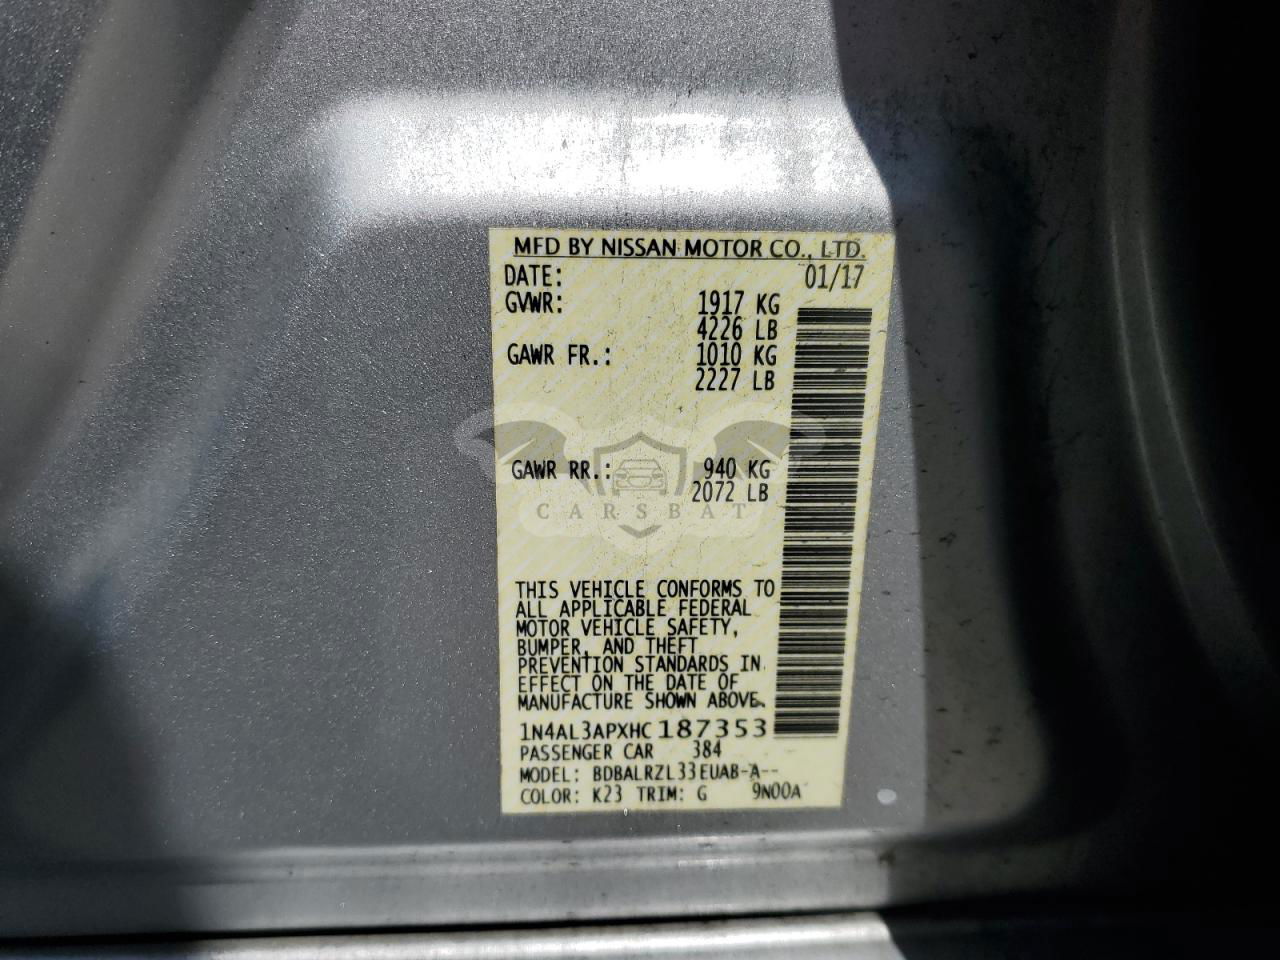 MFD BY NISSAN MOTOR CO., LTD.
DATE: 01/17
GVWR: 1917 KG
4226 LB
GAWR FR.: 1010 KG
2227 LB
GAWR RR.: 940 KG
2072 LB
CARSBAT
THIS VEHICLE CONFORMS TO
ALL APPLICABLE FEDERAL
MOTOR VEHICLE SAFETY,
BUMPER, AND THEFT
PREVENTION STANDARDS IN
EFFECT ON THE DATE OF
MANUFACTURE SHOWN ABOVE.
1N4AL3APXHC187353
PASSENGER CAR 384
MODEL: BDBALRZL33EUAB-A--
COLOR: K23 TRIM: G 9N00A